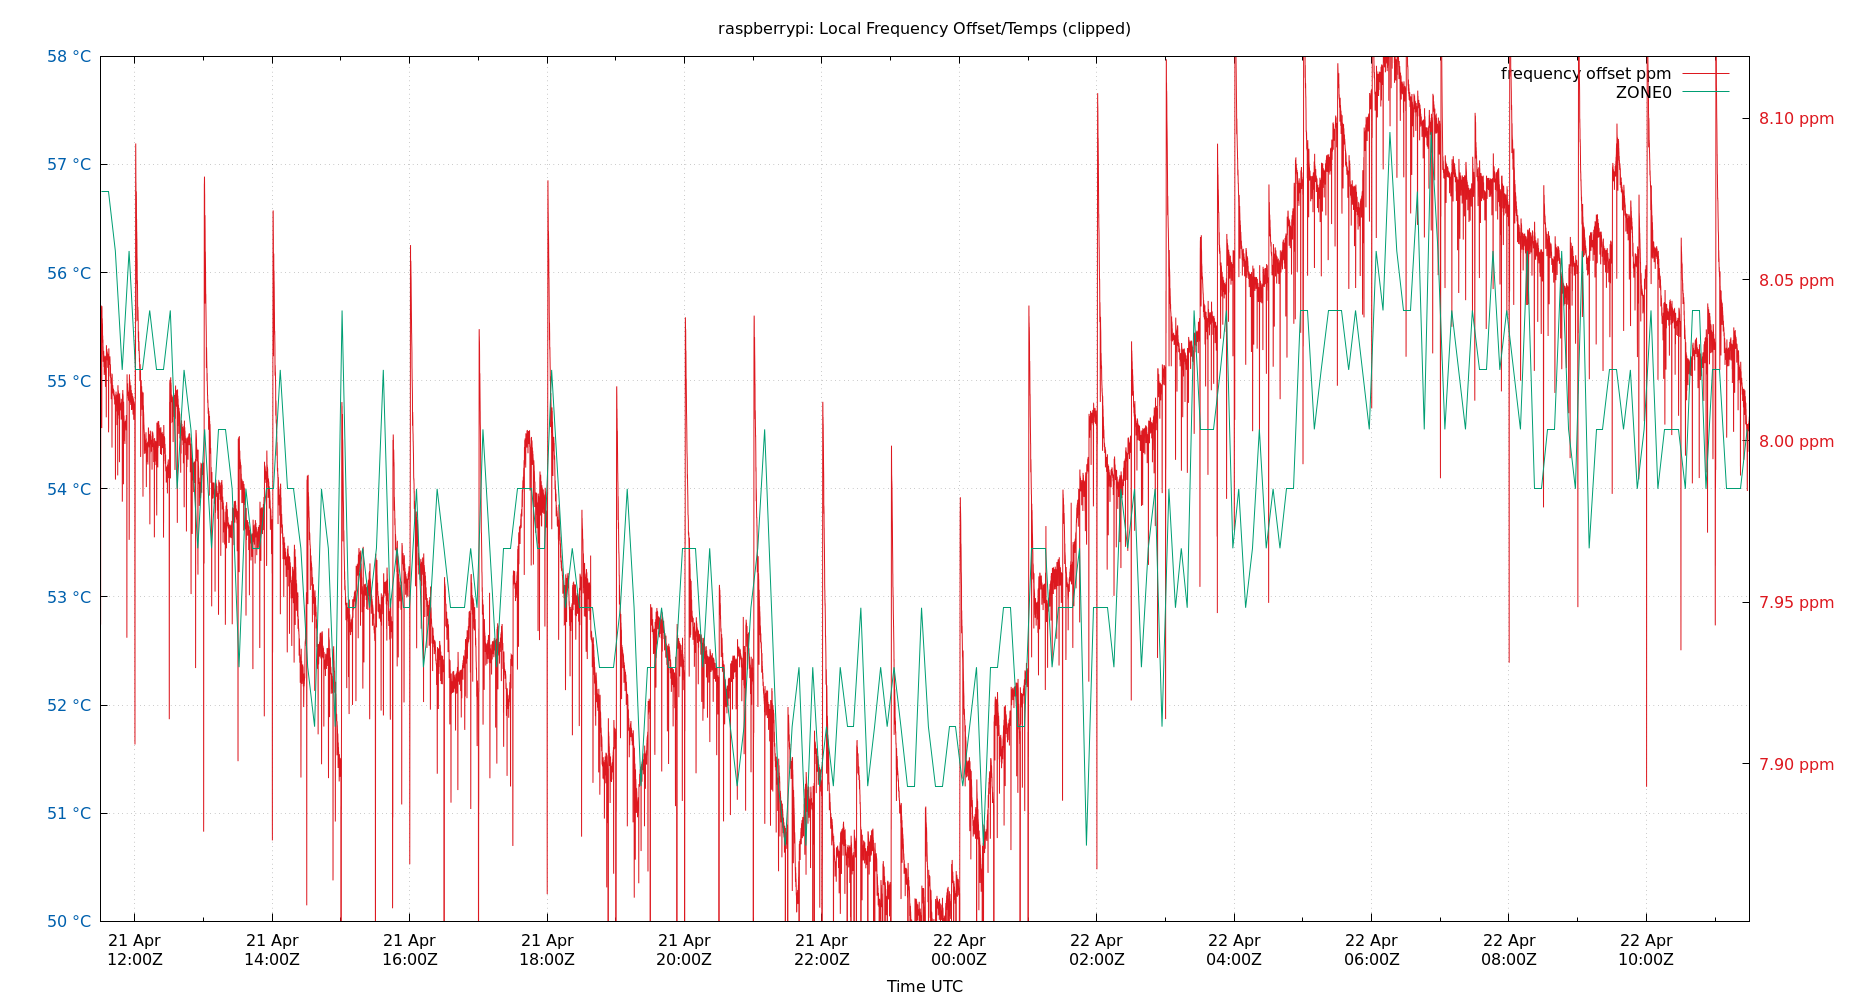 raspberrypi: Local Frequency Offset/Temps (clipped)
58 °C
57 °C
56 °C
55 °C
54 °C
53 °C
52 °C
51 °C
50 °C
frequency offset ppm
ZONE0
8.10 ppm
8.05 ppm
8.00 ppm
7.95 ppm
7.90 ppm
21 Apr 21 Apr 21 Apr 21 Apr 21 Apr 21 Apr 22 Apr 22 Apr 22 Apr 22 Apr 22 Apr 22 Apr
12:00Z 14:00Z 16:00Z 18:00Z 20:00Z 22:00Z 00:00Z 02:00Z 04:00Z 06:00Z 08:00Z 10:00Z
Time UTC